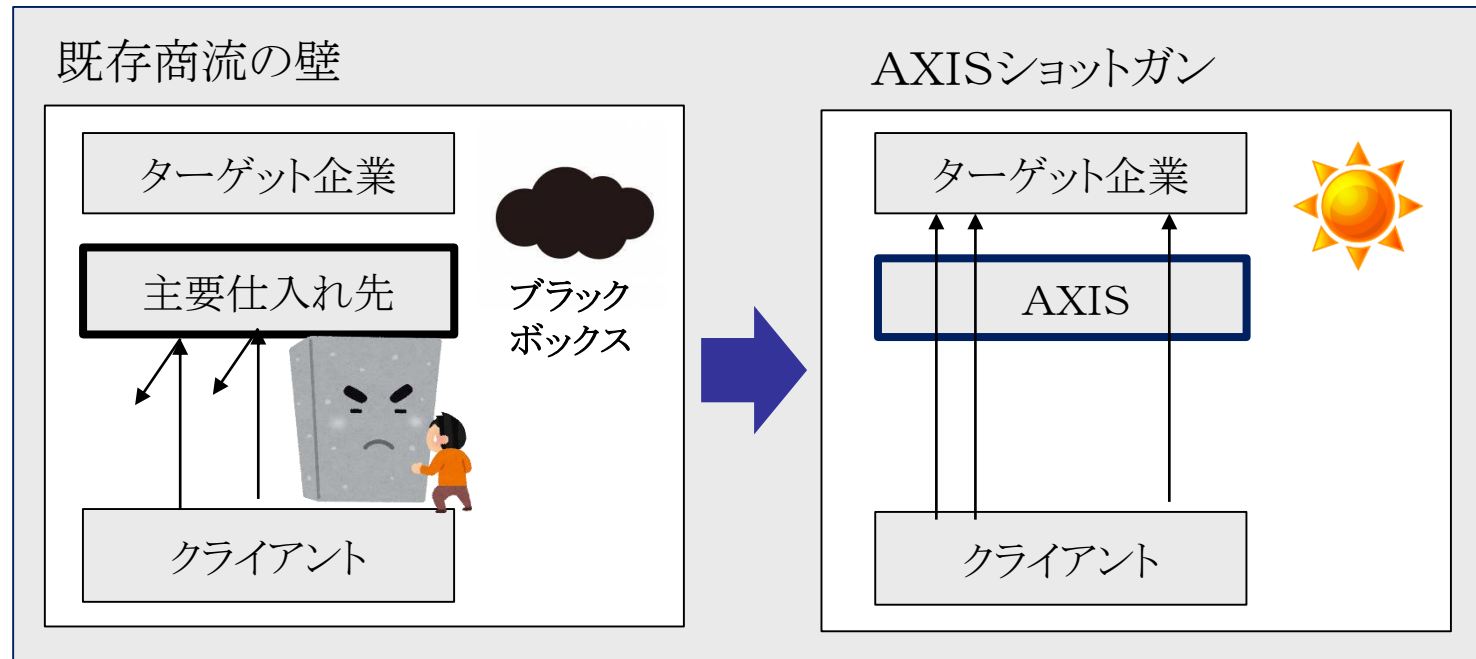 既存商流の壁
ターゲット企業
主要仕入れ先
ブラック
ボックス
クライアント
AXISショットガン
ターゲット企業
AXIS
クライアント